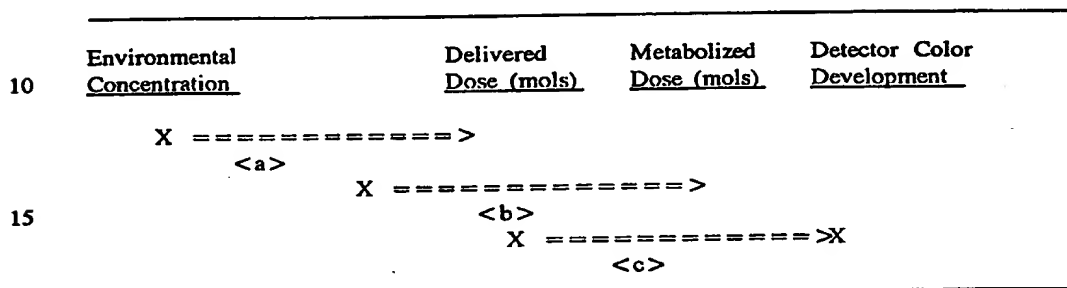 Environmental Delivered Metabolized Detector Color
10 Concentration Dose (mols) Dose (mols) Development
X ============>
<a>
X =============>
15 <b>
X ============>X
<c>